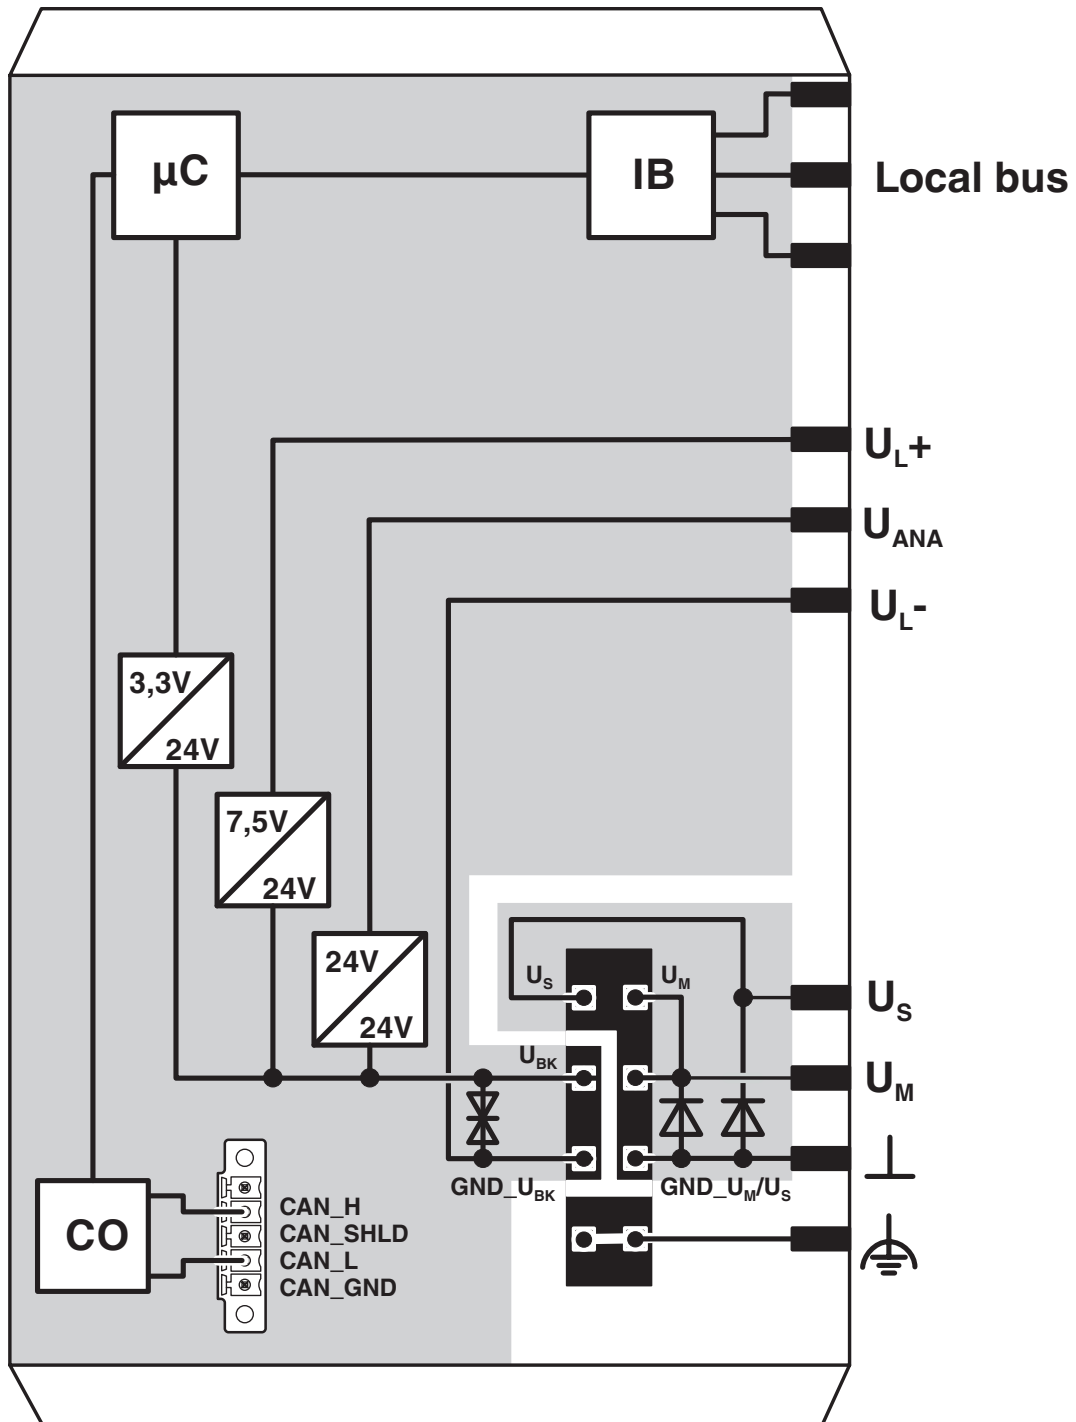 µC
IB
Local bus
UL+
UANA
UL-
3,3V
24V
7,5V
24V
24V
24V
US
UM
US
UBK
UM
GND_UBK
GND_UM/US
CO
CAN_H
CAN_SHLD
CAN_L
CAN_GND